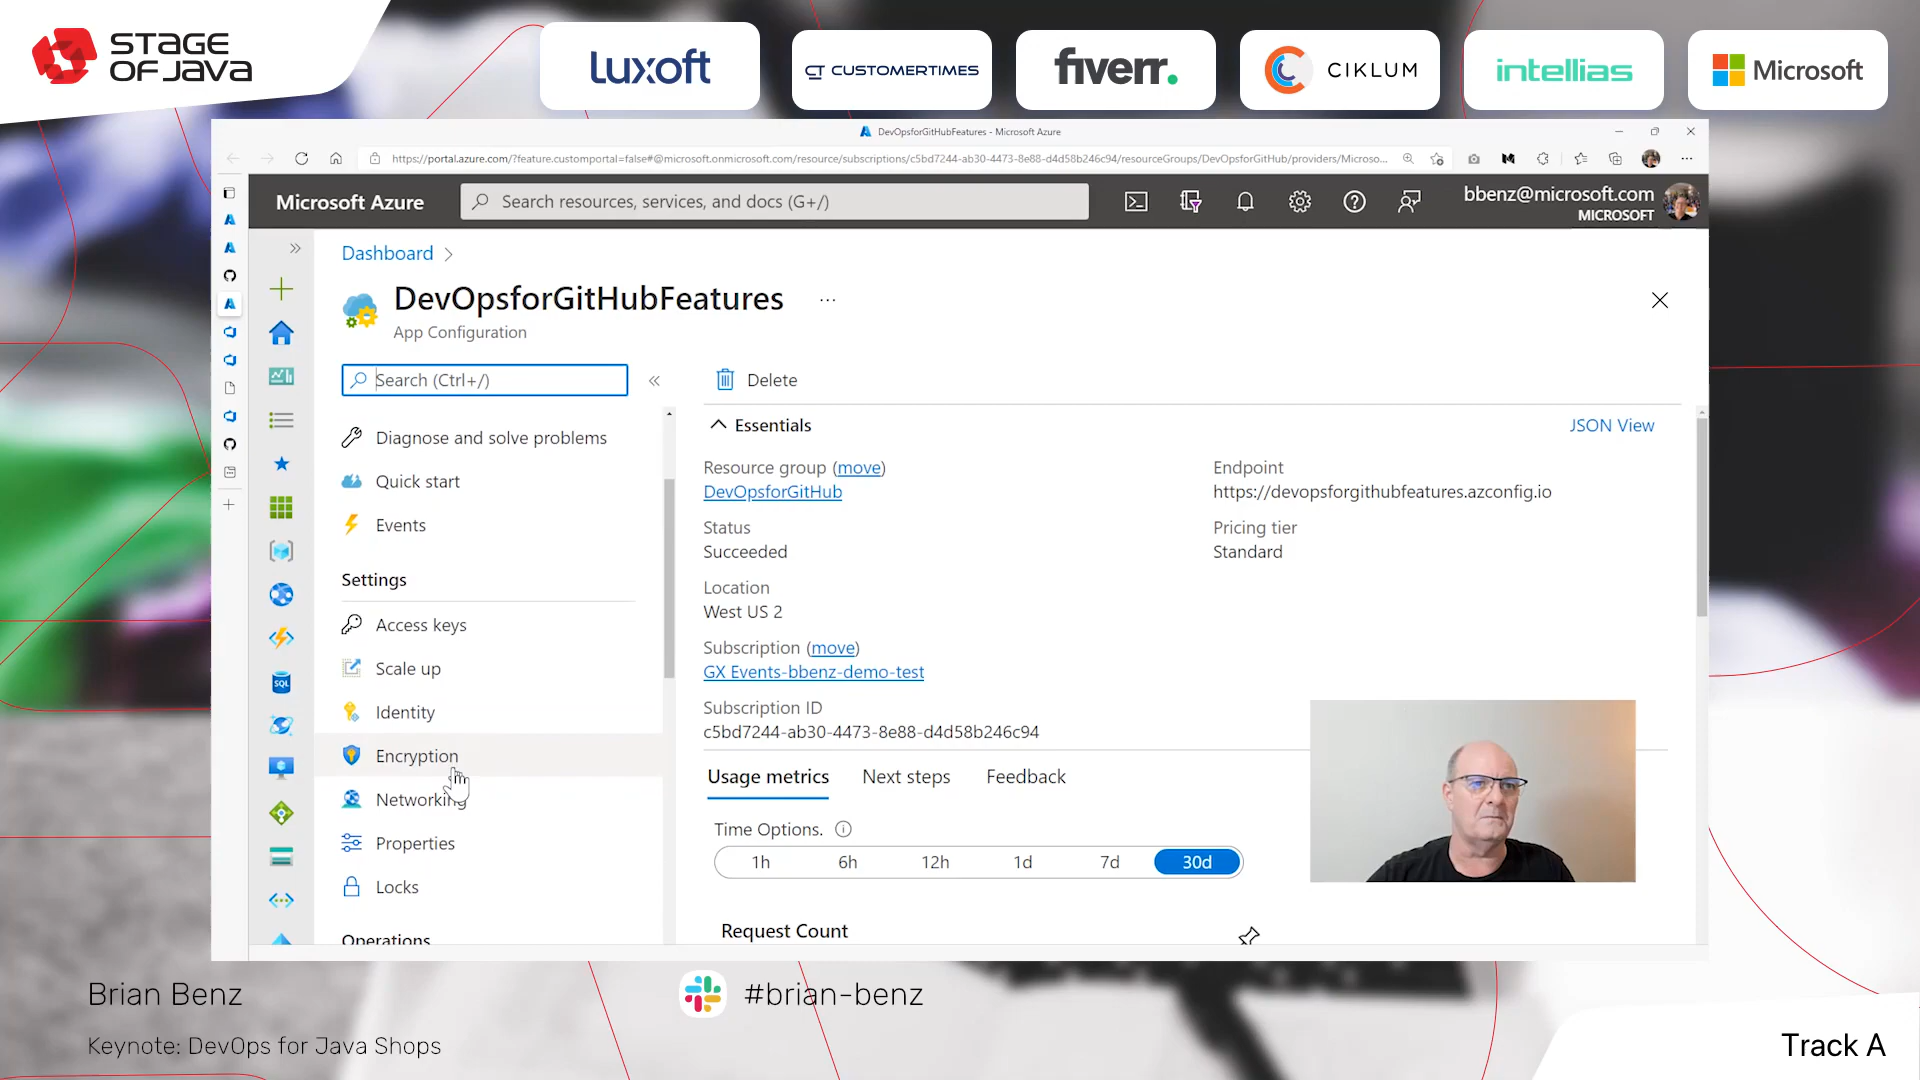 STAGE
OF JAVA
luxoft
CT CUSTOMERTIMES
fiverr.
CIKLUM
intellias
Microsoft
DevOpsforGitHubFeatures - Microsoft Azure
https://portal.azure.com/?feature.customportal=false#@microsoft.onmicrosoft.com/resource/subscriptions/c5bd7244-ab30-4473-8e88-d4d58b246c94/resourceGroups/DevOpsforGitHub/providers/Microso...
Microsoft Azure
Search resources, services, and docs (G+/)
bbenz@microsoft.com
MICROSOFT
Dashboard
DevOpsforGitHubFeatures ...
App Configuration
Search (Ctrl+/)
Delete
Diagnose and solve problems
Quick start
Events
Settings
Access keys
Scale up
Identity
Encryption
Networking
Properties
Locks
Operations
Essentials
JSON View
Resource group (move)
DevOpsforGitHub
Status
Succeeded
Location
West US 2
Subscription (move)
GX Events-bbenz-demo-test
Subscription ID
c5bd7244-ab30-4473-8e88-d4d58b246c94
Endpoint
https://devopsforgithubfeatures.azconfig.io
Pricing tier
Standard
Usage metrics Next steps Feedback
Time Options.
1h 6h 12h 1d 7d 30d
Request Count
SQL
Brian Benz
#brian-benz
Keynote: DevOps for Java Shops
Track A